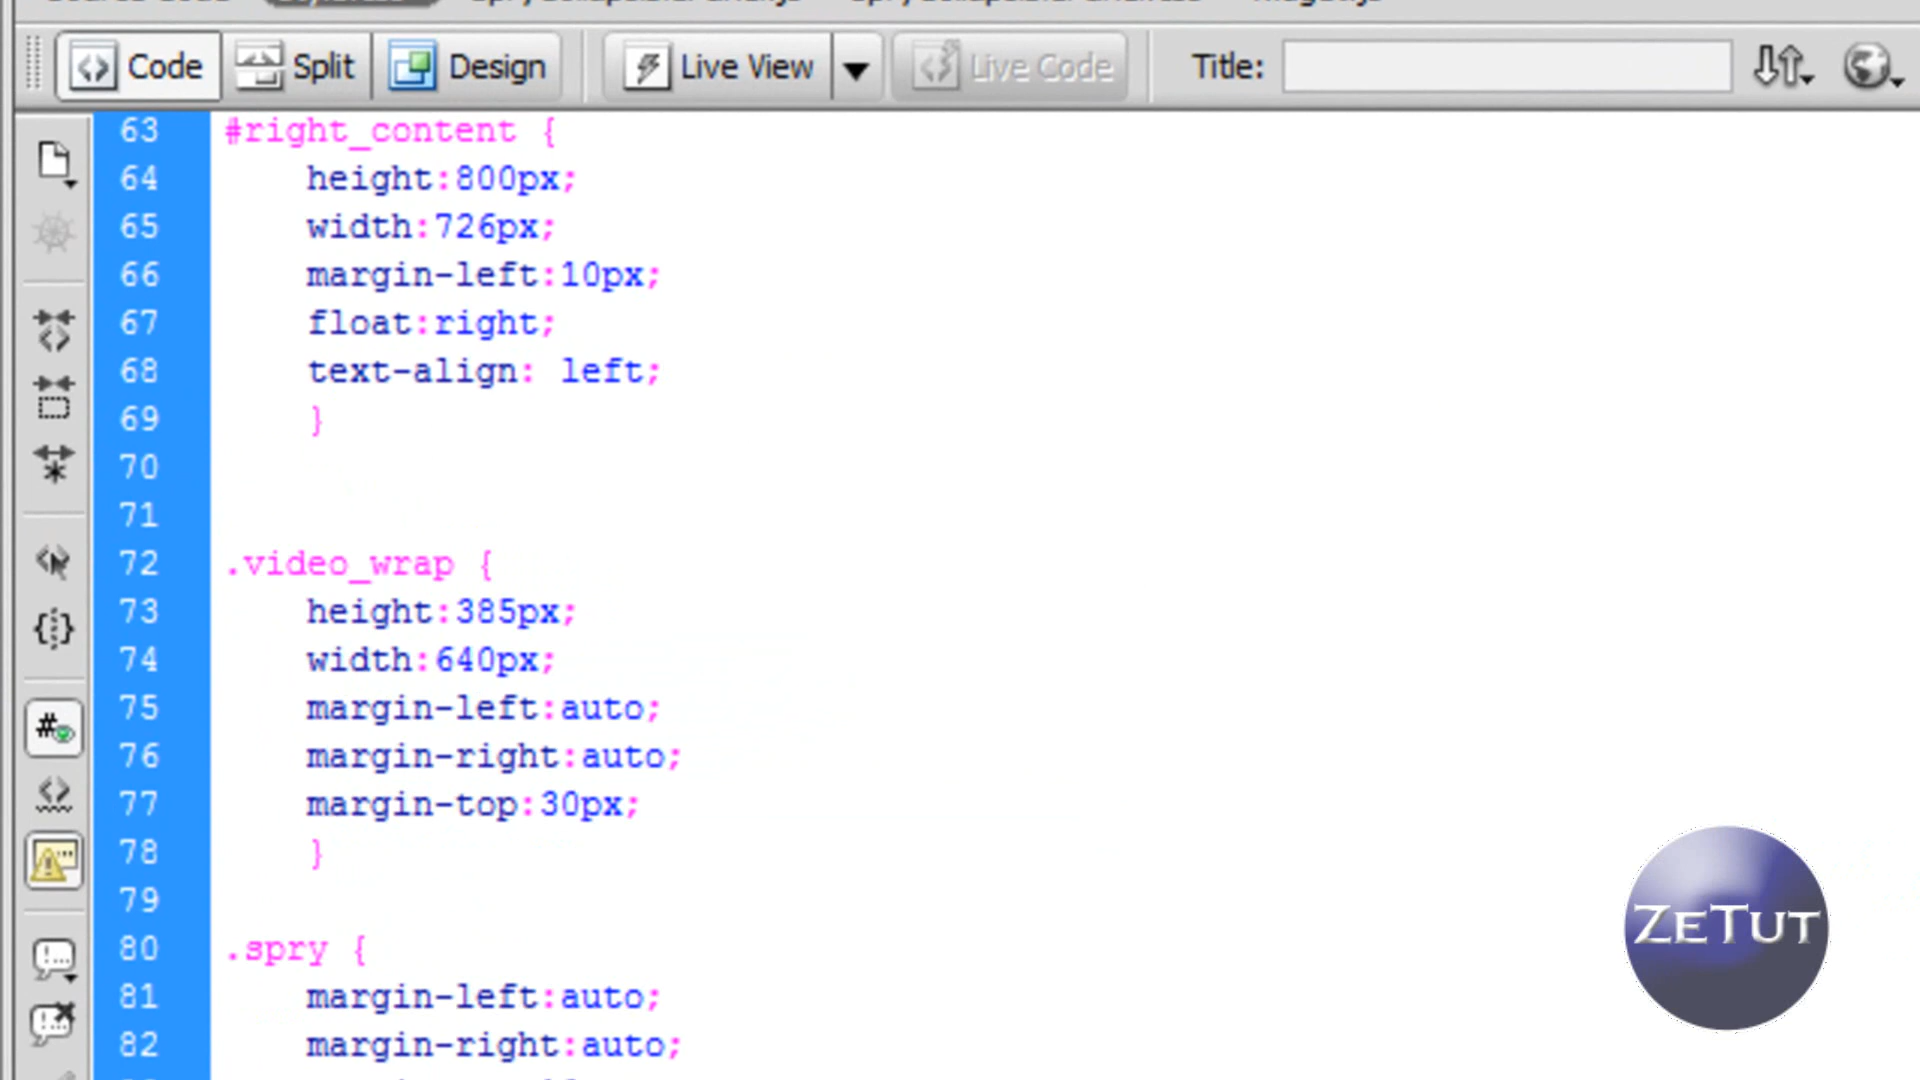 Code Split Design Live View Live Code Title:
63 #right_content {
64 height:800px;
65 width:726px;
66 margin-left:10px;
67 float:right;
68 text-align: left;
69 }
70
71
72 .video_wrap {
73 height:385px;
74 width:640px;
75 margin-left:auto;
76 margin-right:auto;
77 margin-top:30px;
78 }
79
80 .spry {
81 margin-left:auto;
82 margin-right:auto;
ZETUT